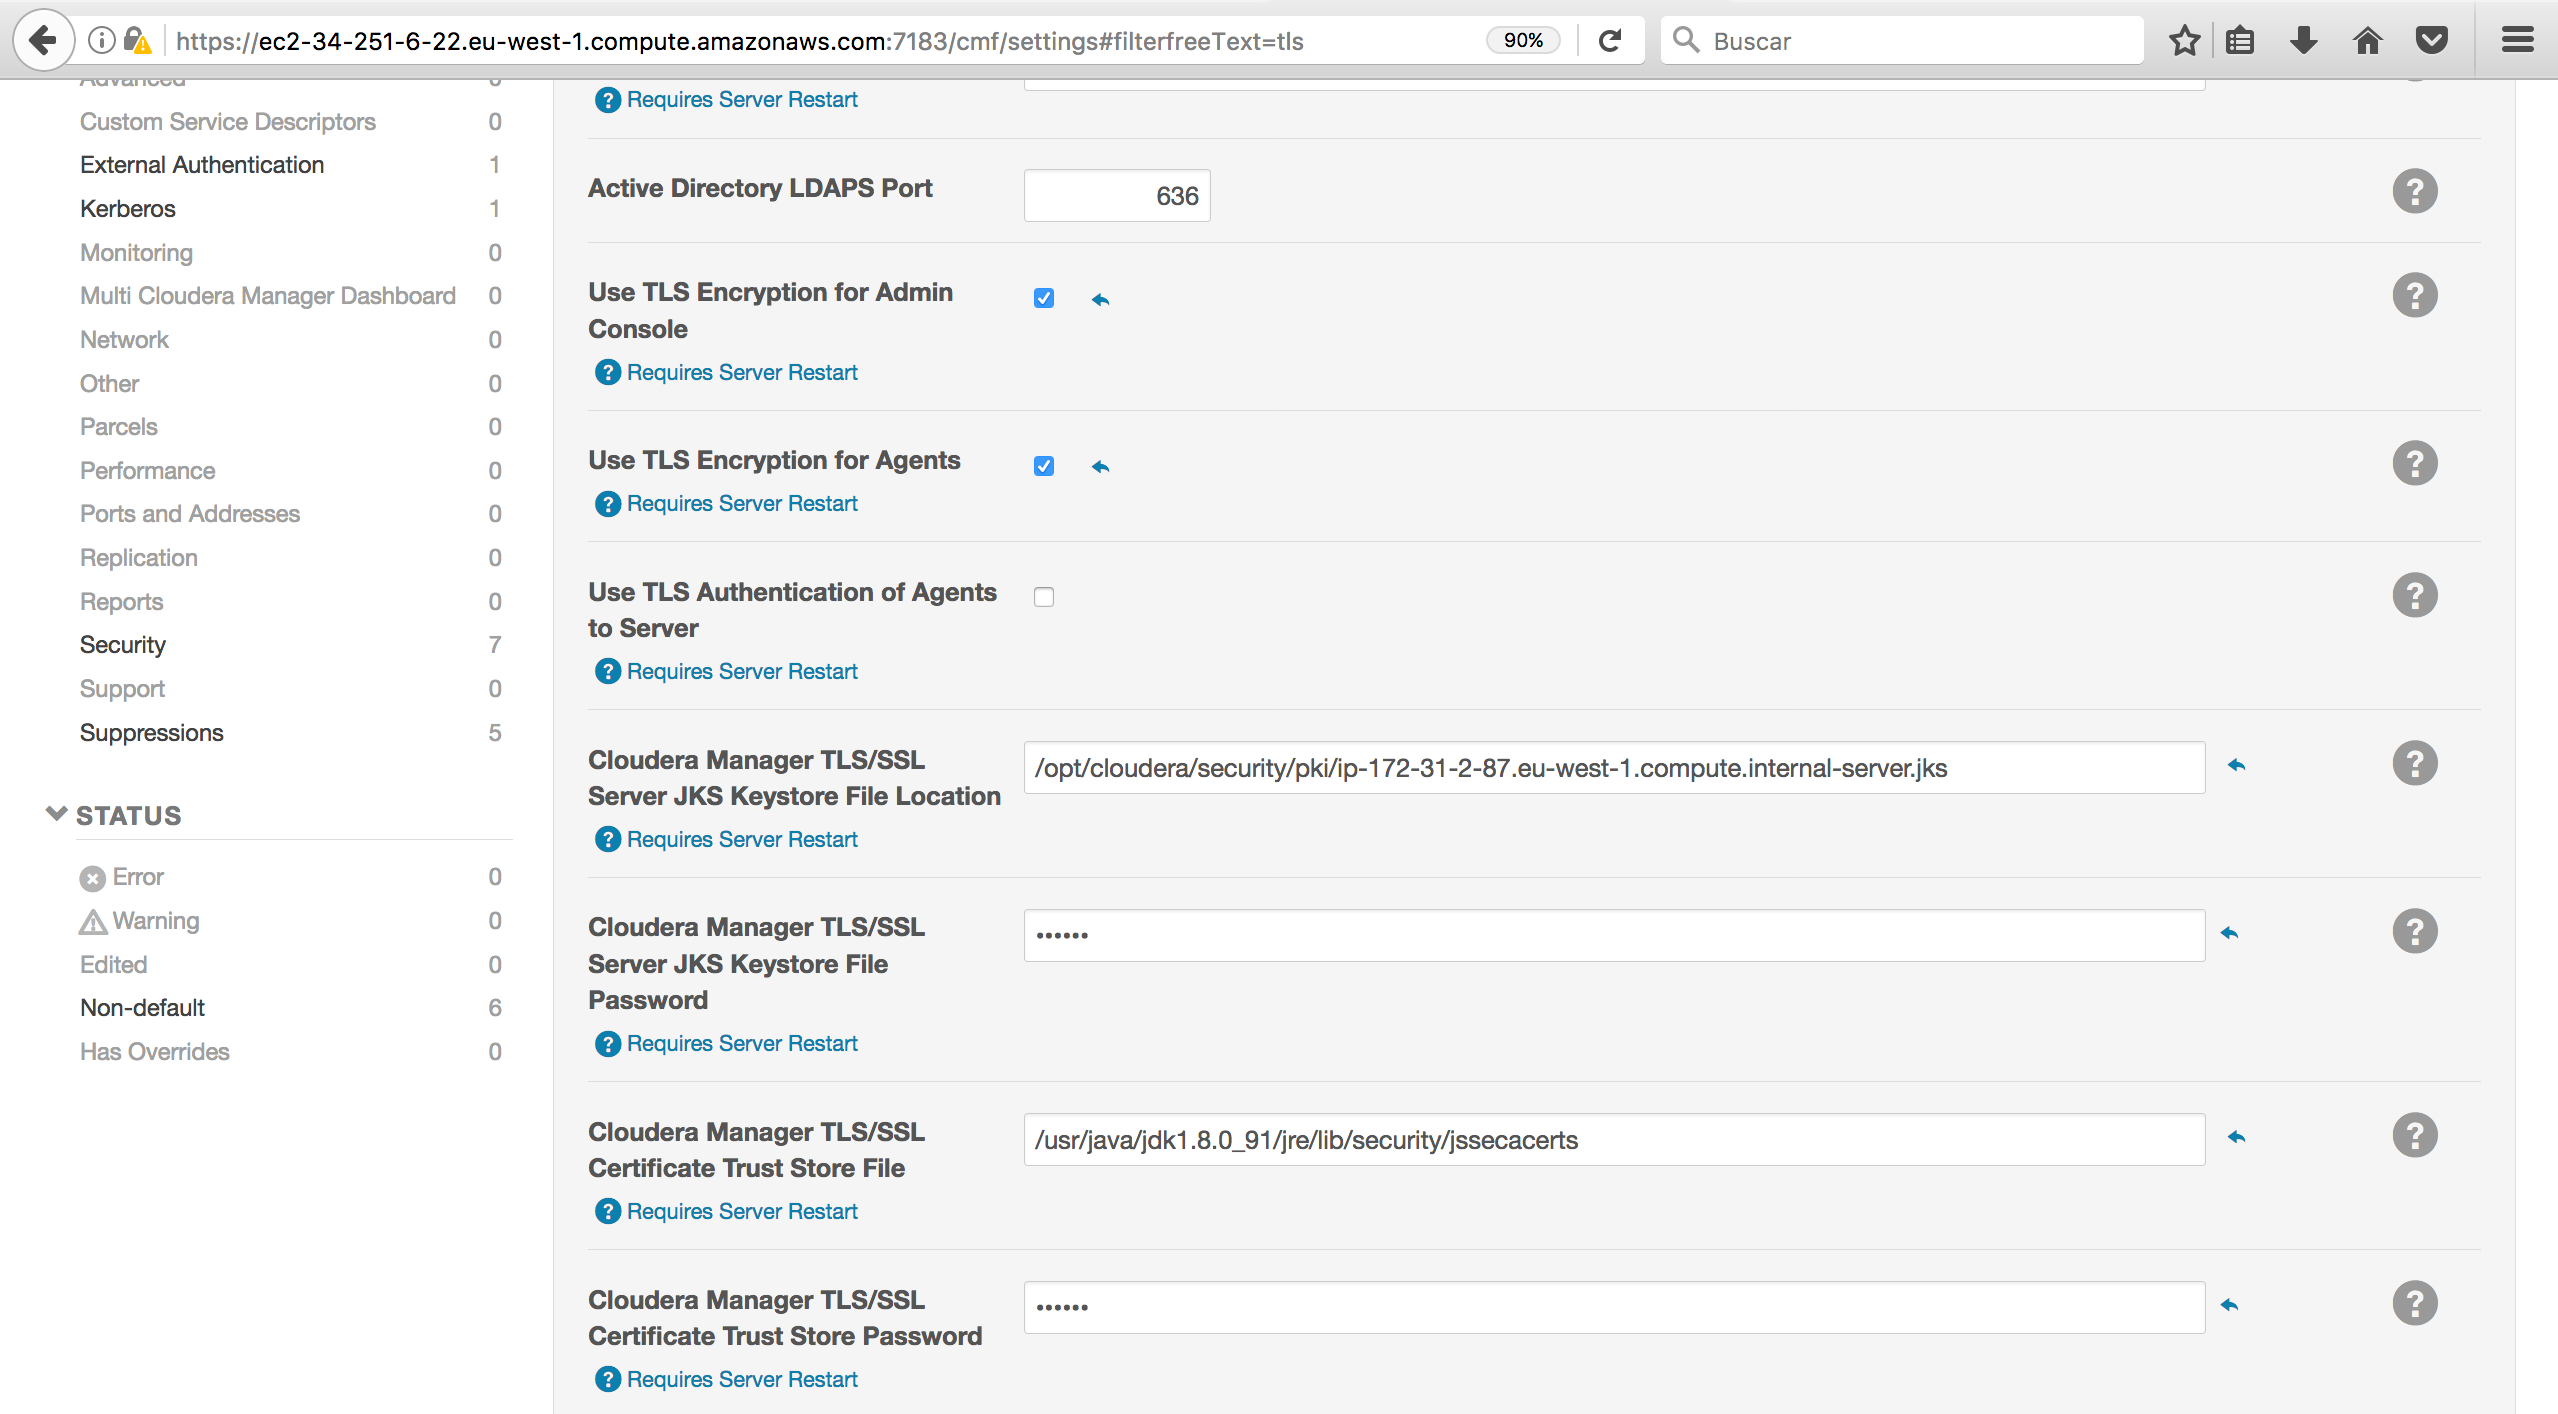 https://ec2-34-251-6-22.eu-west-1.compute.amazonaws.com:7183/cmf/settings#filterfreeText=tls
90%
Buscar
Advanced 0
Custom Service Descriptors 0
External Authentication 1
Kerberos 1
Monitoring 0
Multi Cloudera Manager Dashboard 0
Network 0
Other 0
Parcels 0
Performance 0
Ports and Addresses 0
Replication 0
Reports 0
Security 7
Support 0
Suppressions 5
STATUS
Error 0
Warning 0
Edited 0
Non-default 6
Has Overrides 0
Requires Server Restart
Active Directory LDAPS Port
636
Use TLS Encryption for Admin
Console
Requires Server Restart
Use TLS Encryption for Agents
Requires Server Restart
Use TLS Authentication of Agents
to Server
Requires Server Restart
Cloudera Manager TLS/SSL
Server JKS Keystore File Location
/opt/cloudera/security/pki/ip-172-31-2-87.eu-west-1.compute.internal-server.jks
Requires Server Restart
Cloudera Manager TLS/SSL
Server JKS Keystore File
Password
••••••
Requires Server Restart
Cloudera Manager TLS/SSL
Certificate Trust Store File
/usr/java/jdk1.8.0_91/jre/lib/security/jssecacerts
Requires Server Restart
Cloudera Manager TLS/SSL
Certificate Trust Store Password
••••••
Requires Server Restart